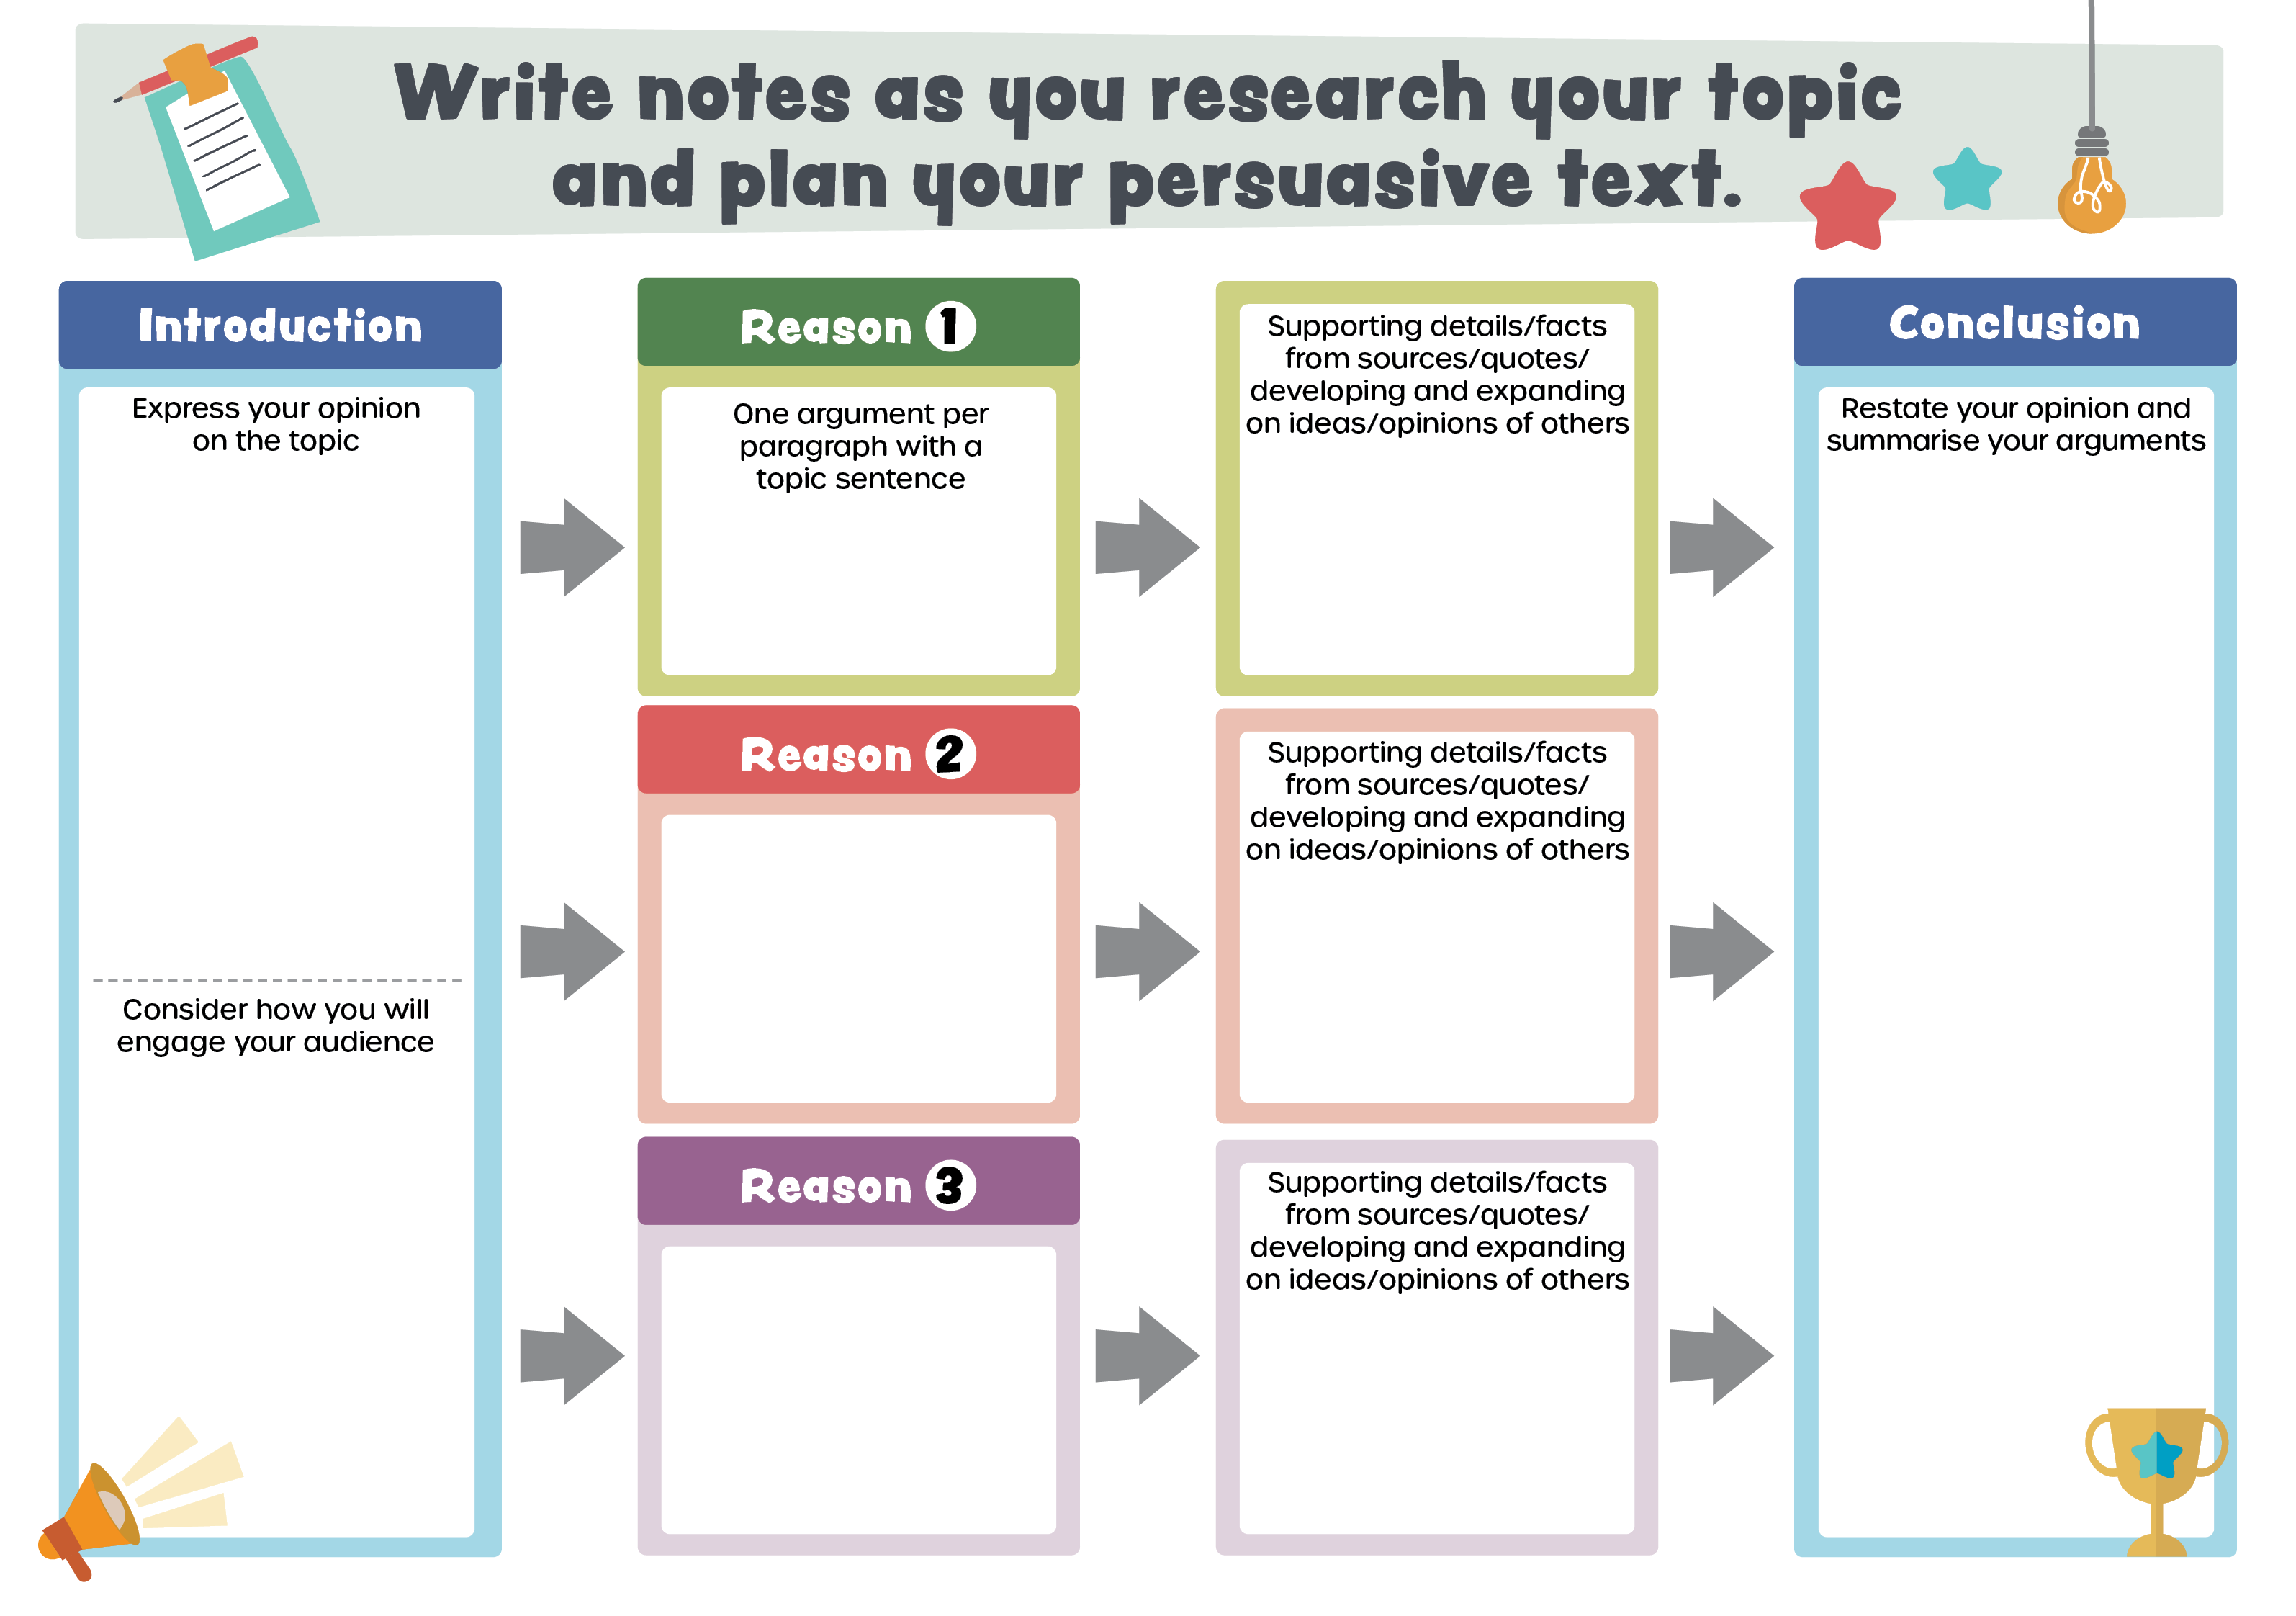 Write notes as you research your topic
and plan your persuasive text.
Introduction
Express your opinion
on the topic
Consider how you will
engage your audience
Reason 1
One argument per
paragraph with a
topic sentence
Supporting details/facts
from sources/quotes/
developing and expanding
on ideas/opinions of others
Reason 2
Supporting details/facts
from sources/quotes/
developing and expanding
on ideas/opinions of others
Reason 3
Supporting details/facts
from sources/quotes/
developing and expanding
on ideas/opinions of others
Conclusion
Restate your opinion and
summarise your arguments